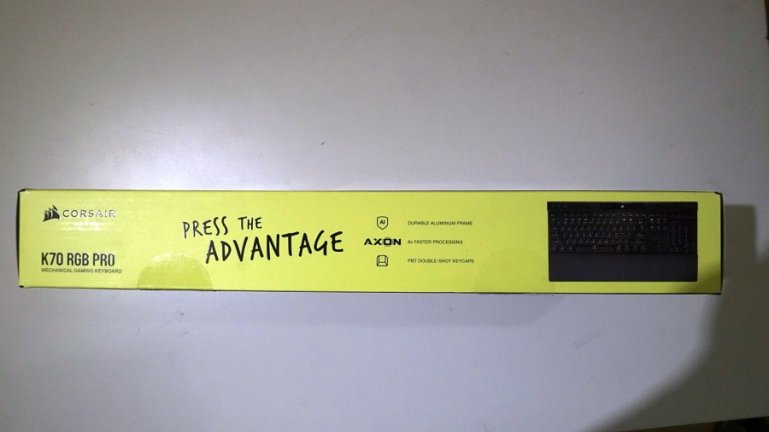 CORSAIR
K70 RGB PRO
MECHANICAL GAMING KEYBOARD
PRESS THE
ADVANTAGE
Al
DURABLE ALUMINUM FRAME
AXON
8x FASTER PROCESSING
PBT DOUBLE-SHOT KEYCAPS